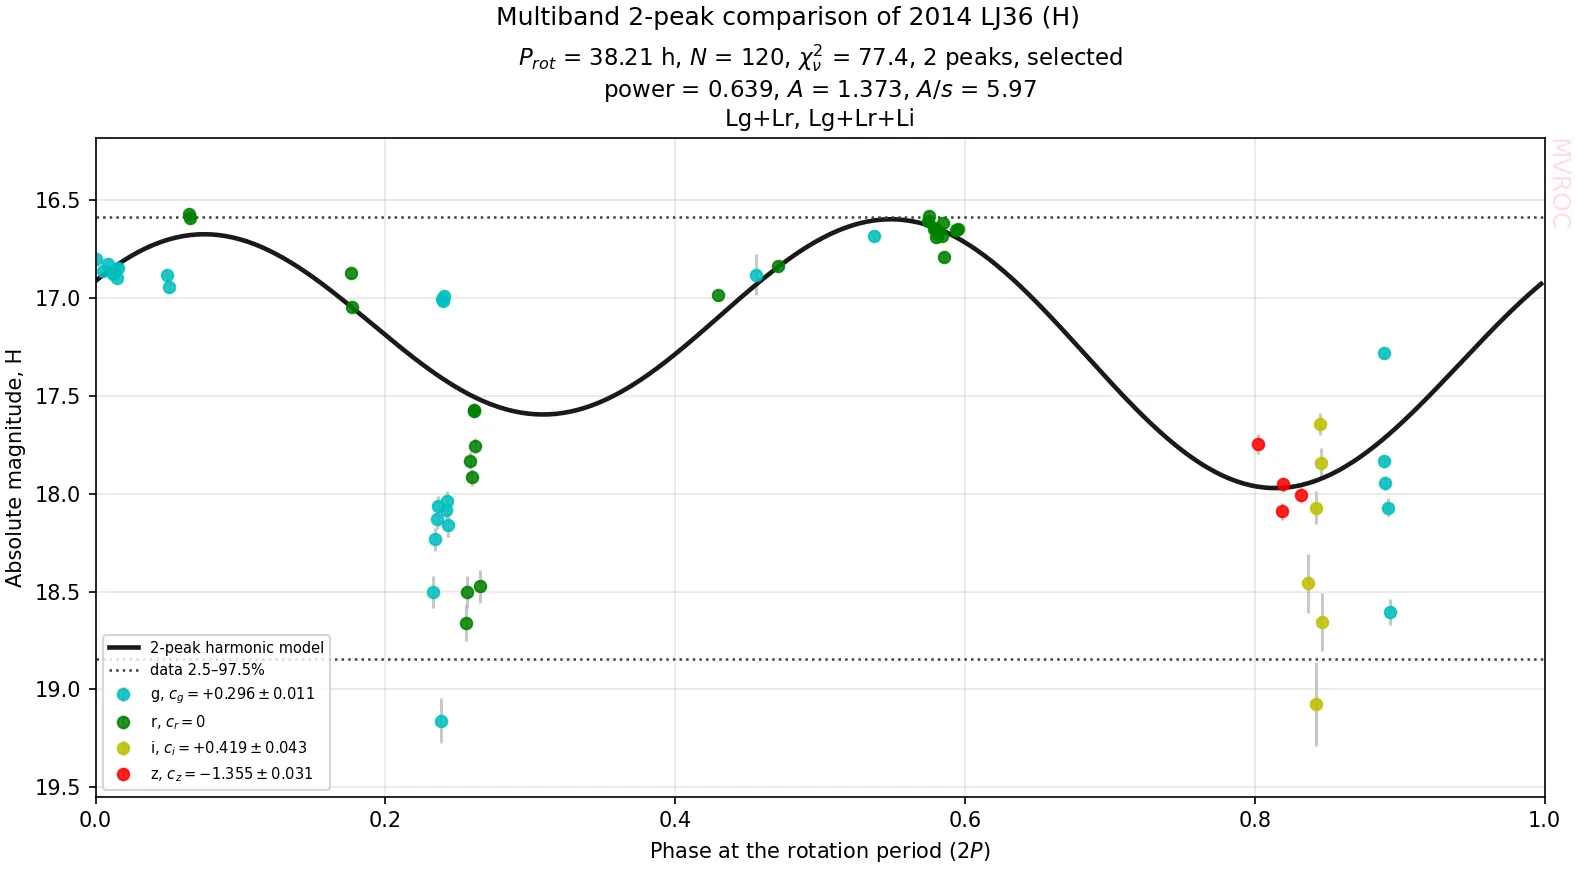 Multiband 2-peak comparison of 2014 LJ36 (H)
P_rot = 38.21 h, N = 120, χ²_ν = 77.4, 2 peaks, selected
power = 0.639, A = 1.373, A/s = 5.97
Lg+Lr, Lg+Lr+Li
MVROC
Absolute magnitude, H
16.5
17.0
17.5
18.0
18.5
19.0
19.5
2-peak harmonic model
data 2.5–97.5%
g, c_g = +0.296 ± 0.011
r, c_r = 0
i, c_i = +0.419 ± 0.043
z, c_z = −1.355 ± 0.031
0.0 0.2 0.4 0.6 0.8 1.0
Phase at the rotation period (2P)